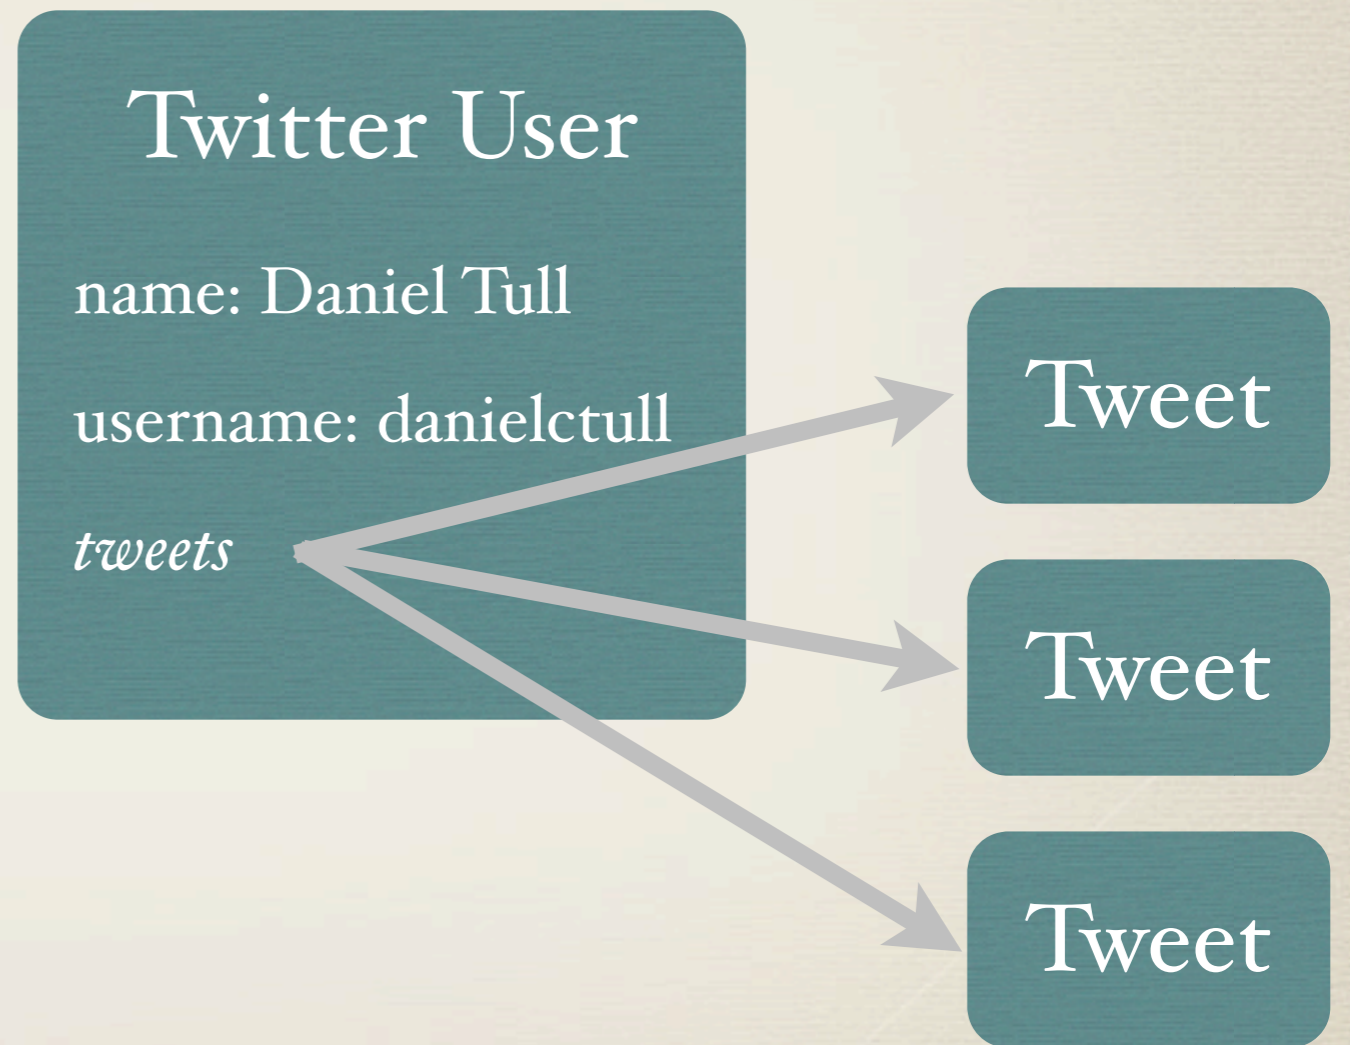 Twitter User
name: Daniel Tull
username: danielctull
tweets
Tweet
Tweet
Tweet